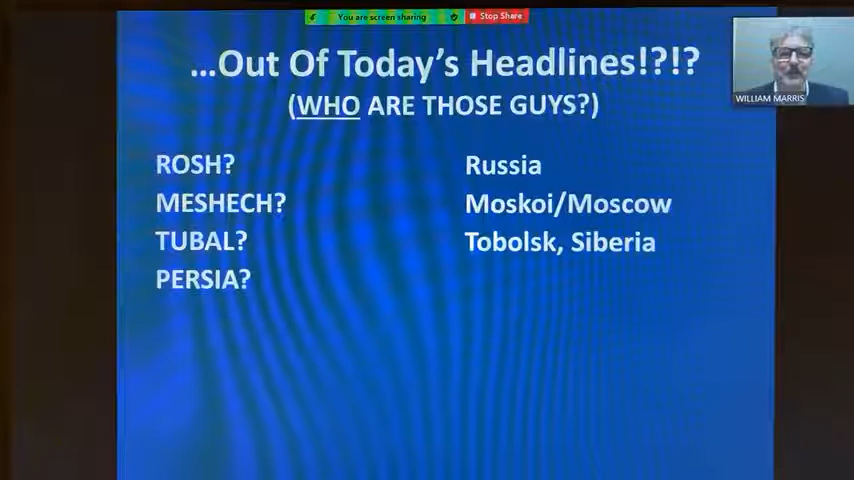 You are screen sharing
Stop Share
...Out Of Today's Headlines!?!?
(WHO ARE THOSE GUYS?)
WILLIAM MARRIS
ROSH? Russia
MESHECH? Moskoi/Moscow
TUBAL? Tobolsk, Siberia
PERSIA?